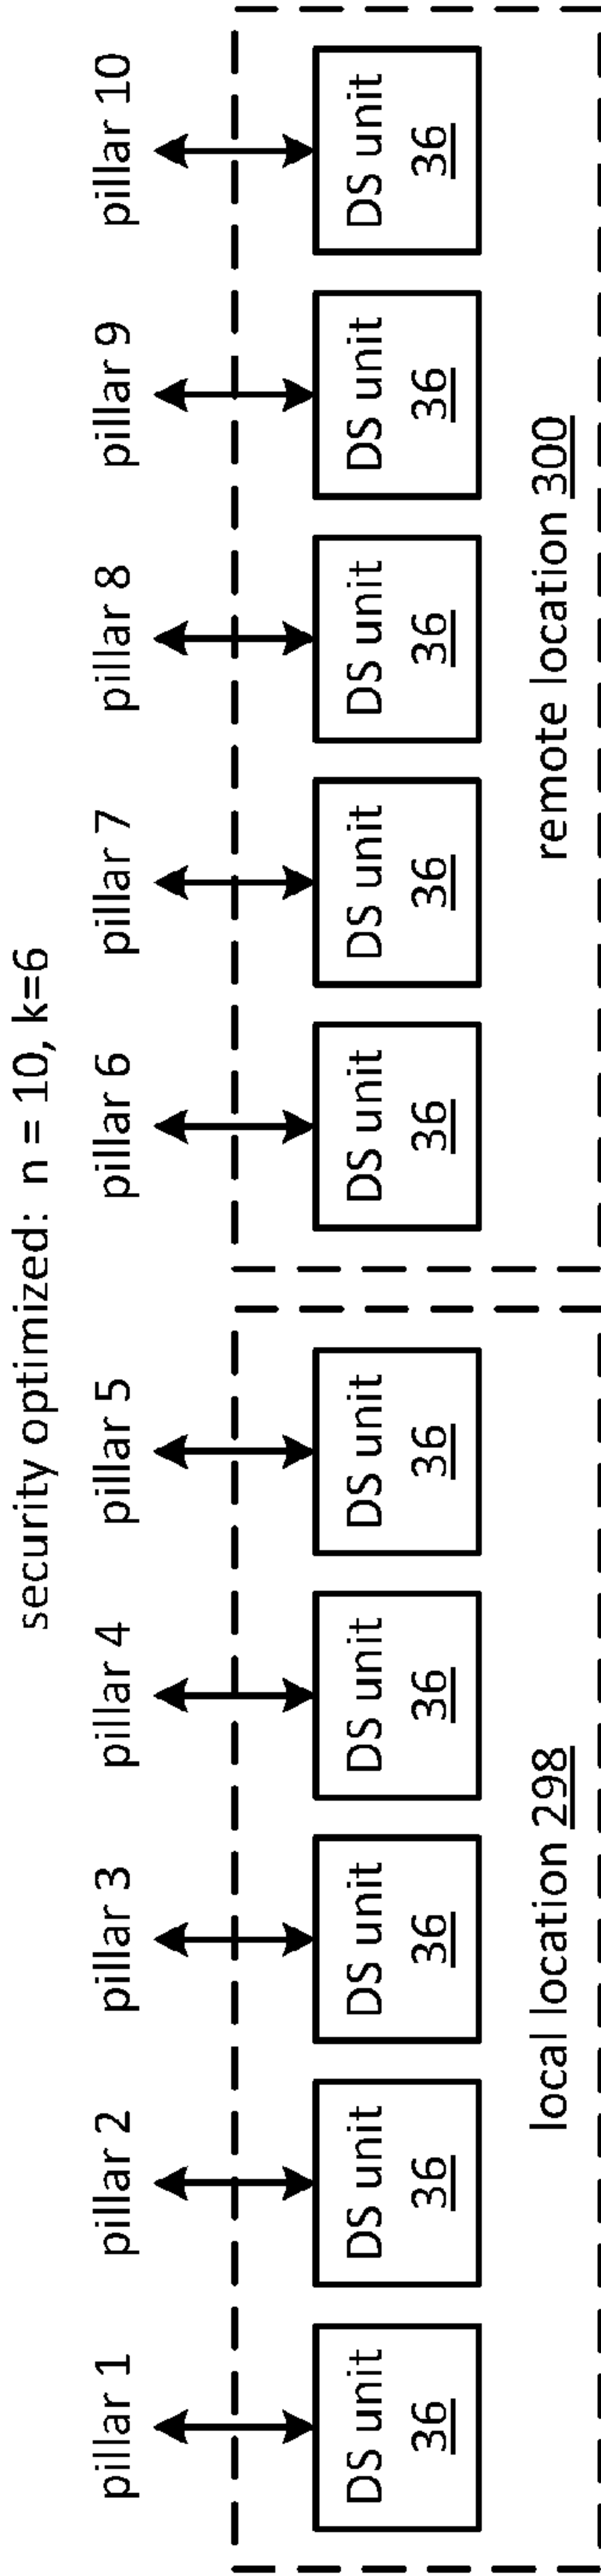 security optimized: n = 10, k=6
pillar 1
pillar 2
pillar 3
pillar 4
pillar 5
pillar 6
pillar 7
pillar 8
pillar 9
pillar 10
DS unit
36
DS unit
36
DS unit
36
DS unit
36
DS unit
36
DS unit
36
DS unit
36
DS unit
36
DS unit
36
DS unit
36
local location 298
remote location 300